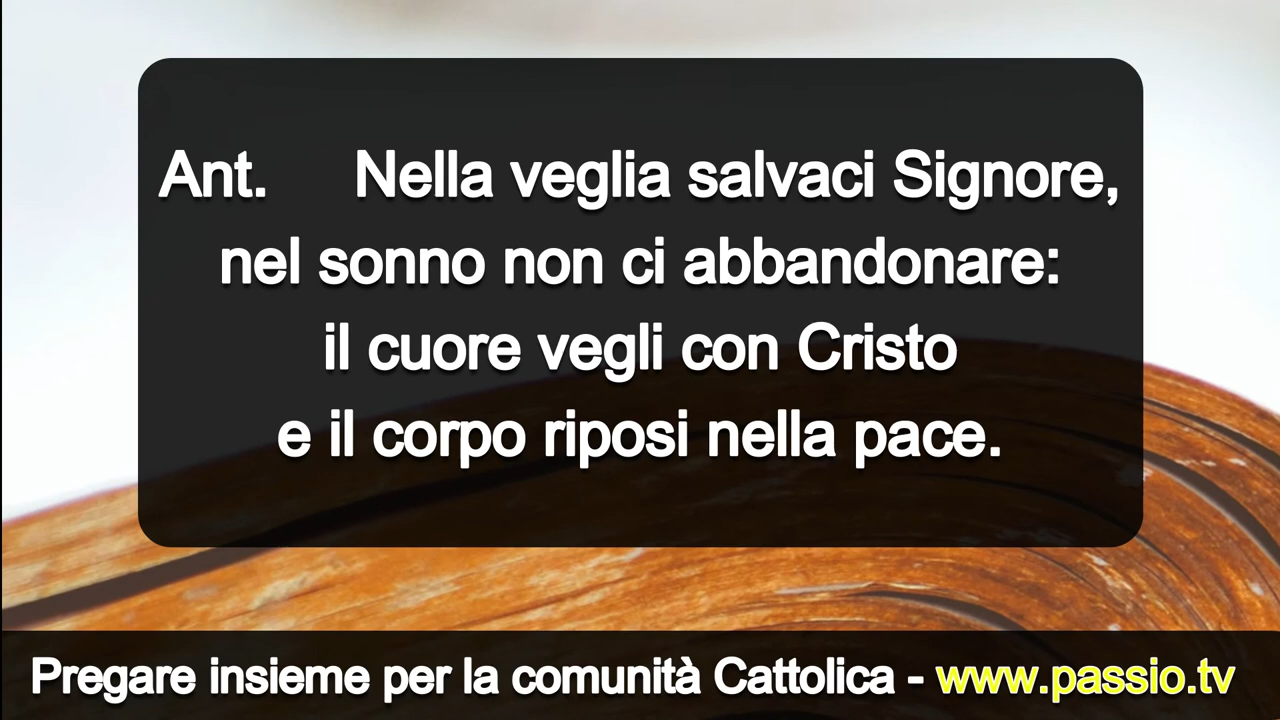 Ant. Nella veglia salvaci Signore,
nel sonno non ci abbandonare:
il cuore vegli con Cristo
e il corpo riposi nella pace.
Pregare insieme per la comunità Cattolica - www.passio.tv